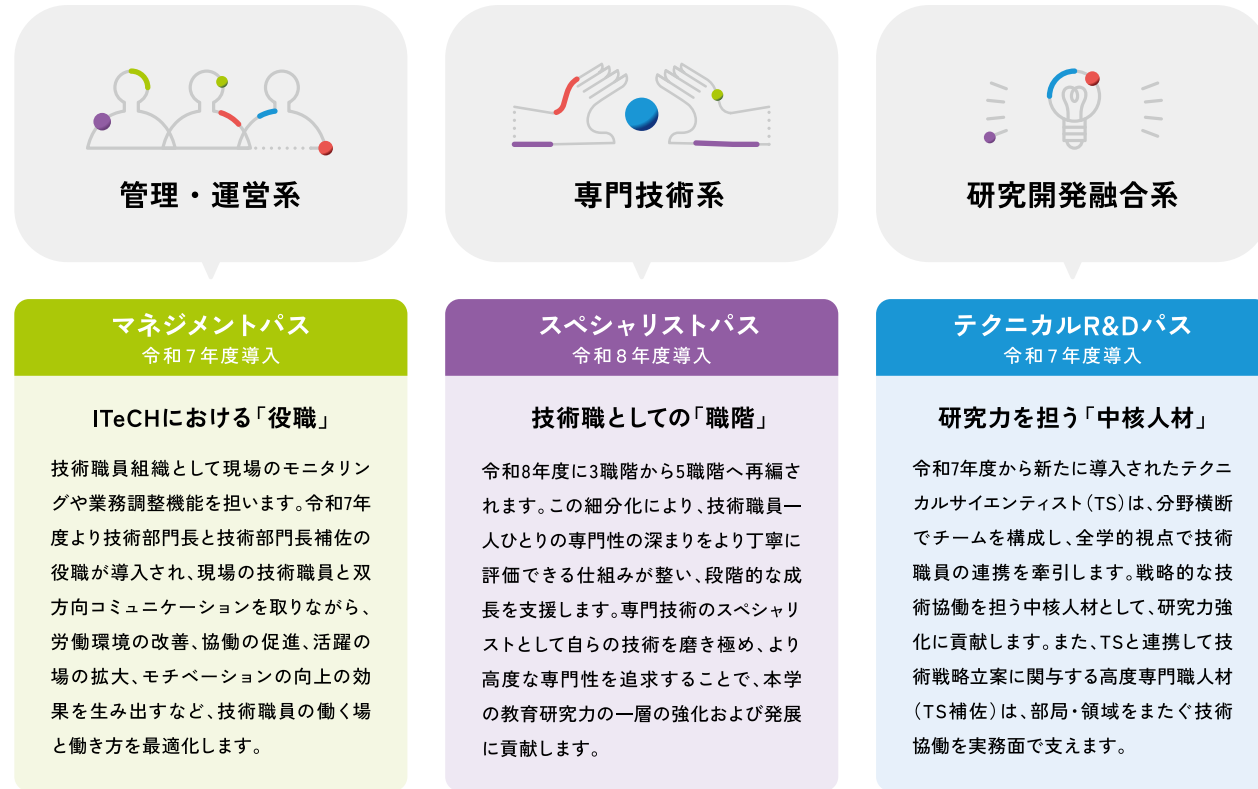 管理・運営系
マネジメントパス
令和7年度導入
ITeCHにおける「役職」
技術職員組織として現場のモニタリン
グや業務調整機能を担います。令和7年
度より技術部門長と技術部門長補佐の
役職が導入され、現場の技術職員と双
方向コミュニケーションを取りながら、
労働環境の改善、協働の促進、活躍の
場の拡大、モチベーションの向上の効
果を生み出すなど、技術職員の働く場
と働き方を最適化します。
専門技術系
スペシャリストパス
令和8年度導入
技術職としての「職階」
令和8年度に3職階から5職階へ再編さ
れます。この細分化により、技術職員一
人ひとりの専門性の深まりをより丁寧に
評価できる仕組みが整い、段階的な成
長を支援します。専門技術のスペシャリ
ストとして自らの技術を磨き極め、より
高度な専門性を追求することで、本学
の教育研究力の一層の強化および発展
に貢献します。
研究開発融合系
テクニカルR&Dパス
令和7年度導入
研究力を担う「中核人材」
令和7年度から新たに導入されたテクニ
カルサイエンティスト（TS）は、分野横断
でチームを構成し、全学的視点で技術
職員の連携を牽引します。戦略的な技
術協働を担う中核人材として、研究力強
化に貢献します。また、TSと連携して技
術戦略立案に関与する高度専門職人材
（TS補佐）は、部局・領域をまたぐ技術
協働を実務面で支えます。